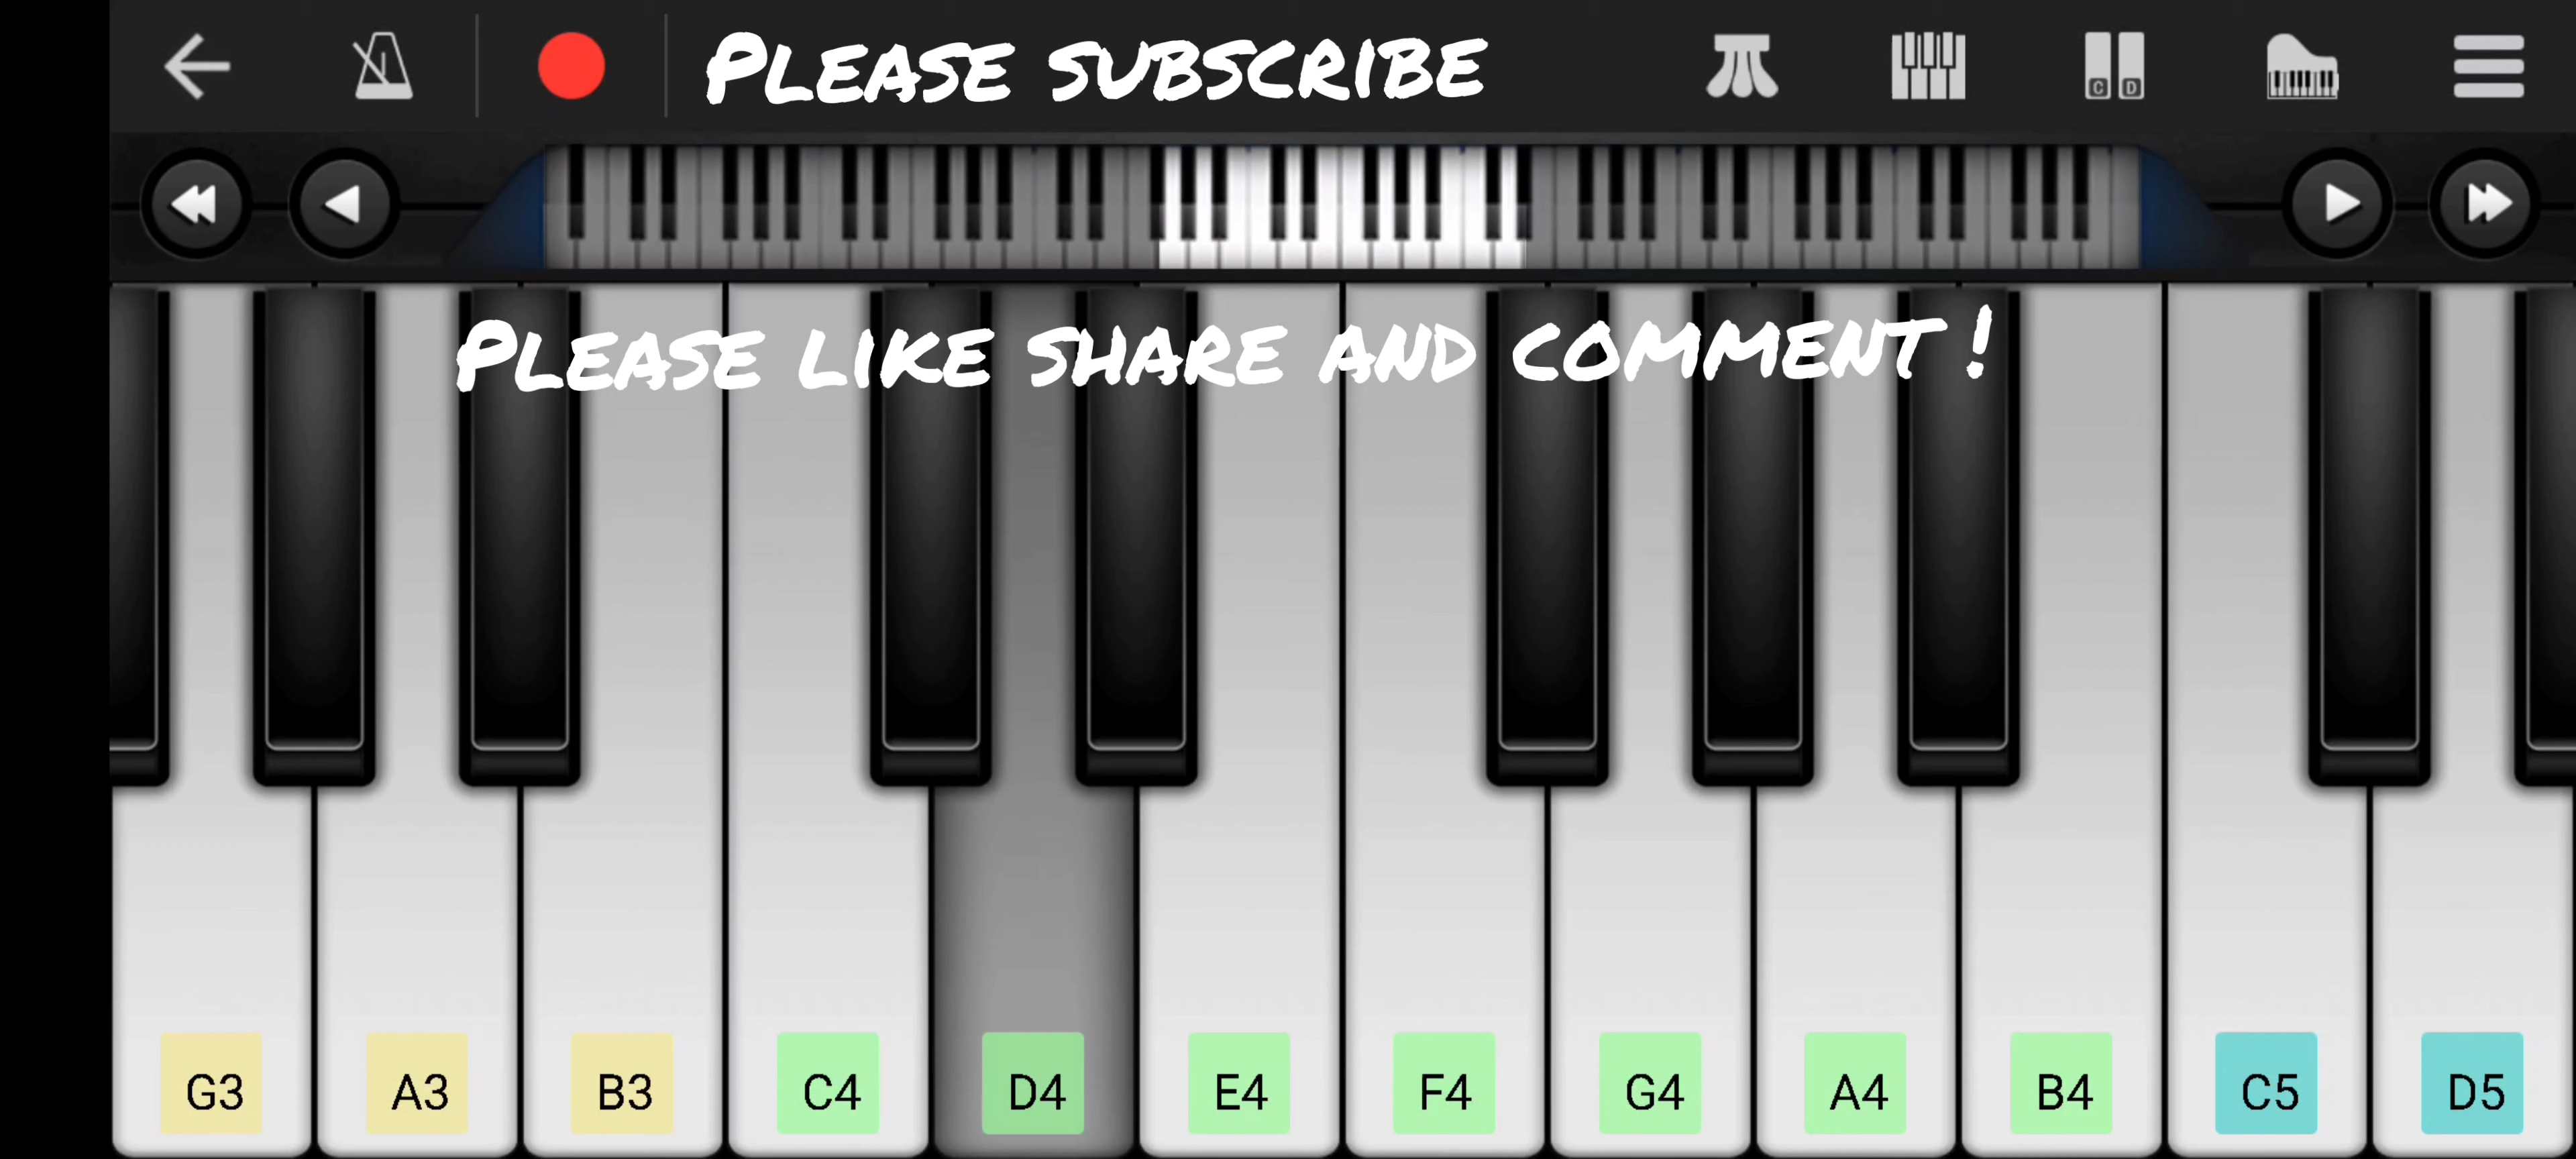 PLEASE SUBSCRIBE
C D
PLEASE LIKE SHARE AND COMMENT !
G3 A3 B3 C4 D4 E4 F4 G4 A4 B4 C5 D5